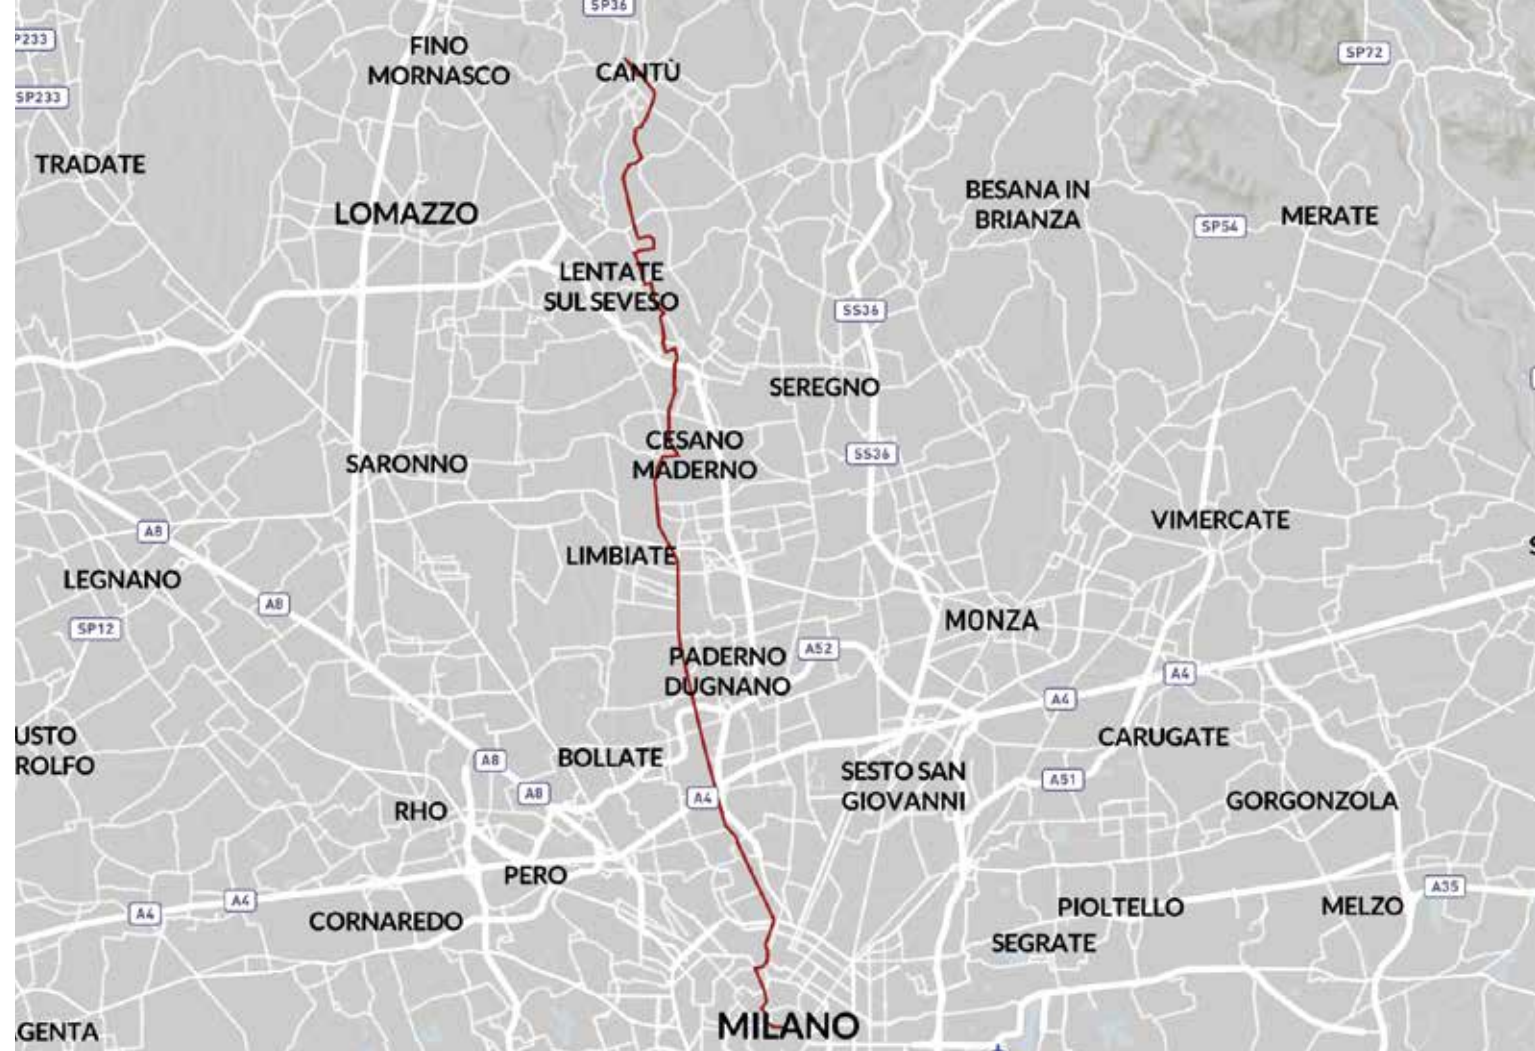 SP36
P233
FINO
MORNASCO
CANTÙ
SP72
SP233
TRADATE
LOMAZZO
BESANA IN
BRIANZA
SP54
MERATE
LENTATE
SUL SEVESO
SS36
SEREGNO
CESANO
MADERNO
SARONNO
SS36
A8
VIMERCATE
LIMBIATE
LEGNANO
A8
SP12
MONZA
A52
PADERNO
DUGNANO
A4
A4
USTO
ROLFO
BOLLATE
A8
CARUGATE
SESTO SAN
GIOVANNI
A51
A8
A4
RHO
GORGONZOLA
PERO
A35
A4
A4
CORNAREDO
PIOLTELLO
MELZO
SEGRATE
MILANO
GENTA